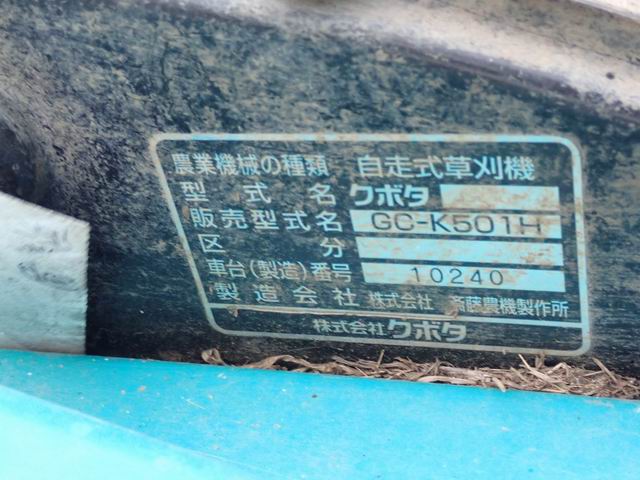 農業機械の種類 自走式草刈機
型式名 クボタ
販売型式名 GC-K501H
区分
車台(製造)番号 10240
製造会社 株式会社 斎藤農機製作所
株式会社クボタ